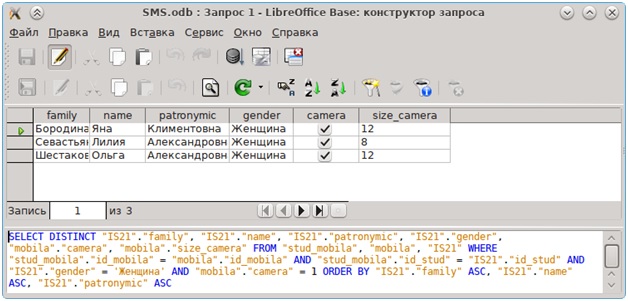 SMS.odb : Запрос 1 - LibreOffice Base: конструктор запроса
Файл Правка Вид Вставка Сервис Окно Справка
family name patronymic gender camera size_camera
Бородина Яна Климентовна Женщина 12
Севастья Лилия Александровн Женщина 8
Шестаков Ольга Александровн Женщина 12
Запись 1 из 3
SELECT DISTINCT "IS21"."family", "IS21"."name", "IS21"."patronymic", "IS21"."gender",
"mobila"."camera", "mobila"."size_camera" FROM "stud_mobila", "mobila", "IS21" WHERE
"stud_mobila"."id_mobila" = "mobila"."id_mobila" AND "stud_mobila"."id_stud" = "IS21"."id_stud" AND
"IS21"."gender" = 'Женщина' AND "mobila"."camera" = 1 ORDER BY "IS21"."family" ASC, "IS21"."name"
ASC, "IS21"."patronymic" ASC